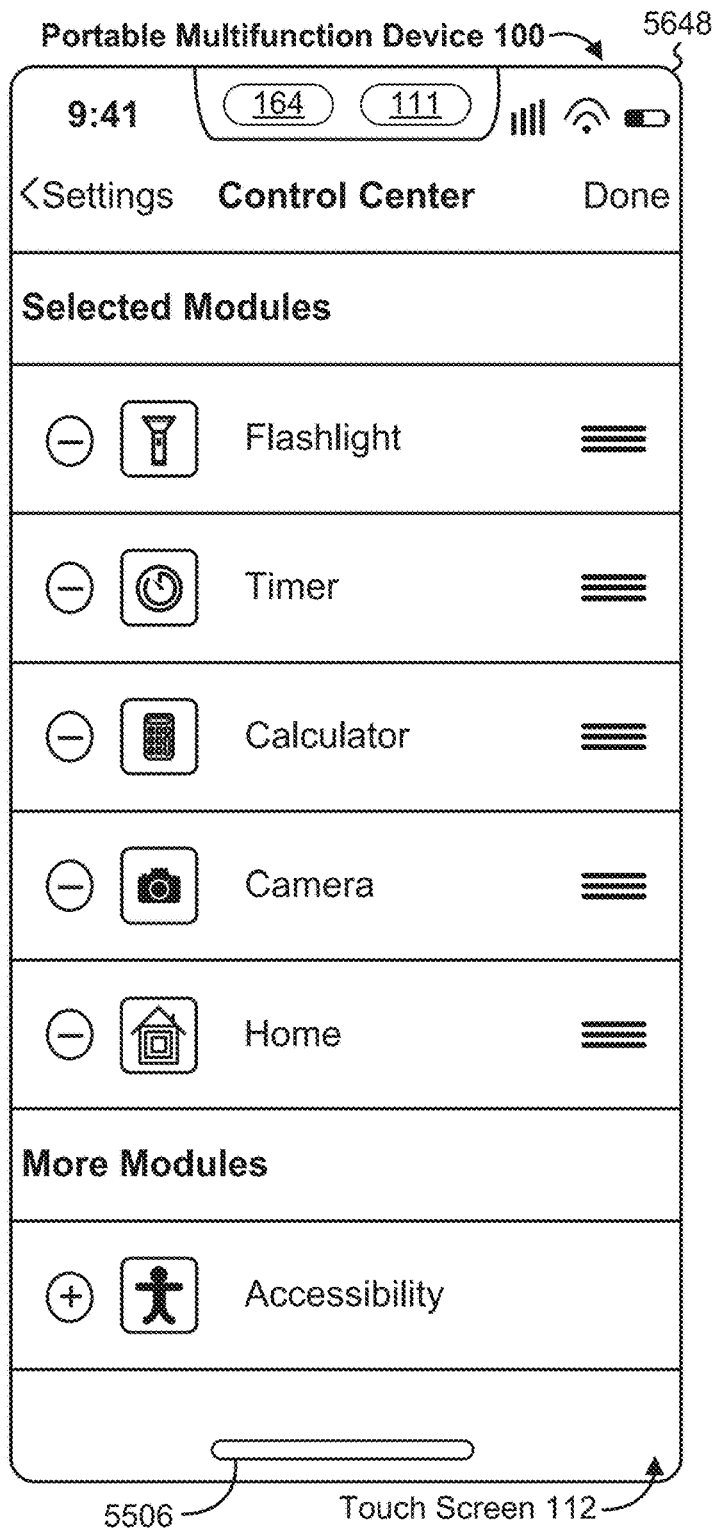 Portable Multifunction Device 100
5648
9:41
164
111
<Settings Control Center Done
Selected Modules
Flashlight
Timer
Calculator
Camera
Home
More Modules
Accessibility
5506
Touch Screen 112